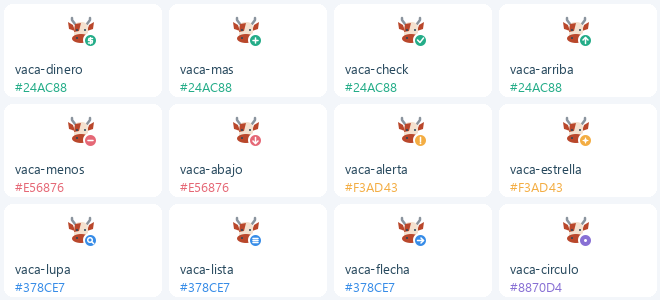 vaca-dinero
#24AC88
vaca-mas
#24AC88
vaca-check
#24AC88
vaca-arriba
#24AC88
vaca-menos
#E56876
vaca-abajo
#E56876
vaca-alerta
#F3AD43
vaca-estrella
#F3AD43
vaca-lupa
#378CE7
vaca-lista
#378CE7
vaca-flecha
#378CE7
vaca-circulo
#8870D4